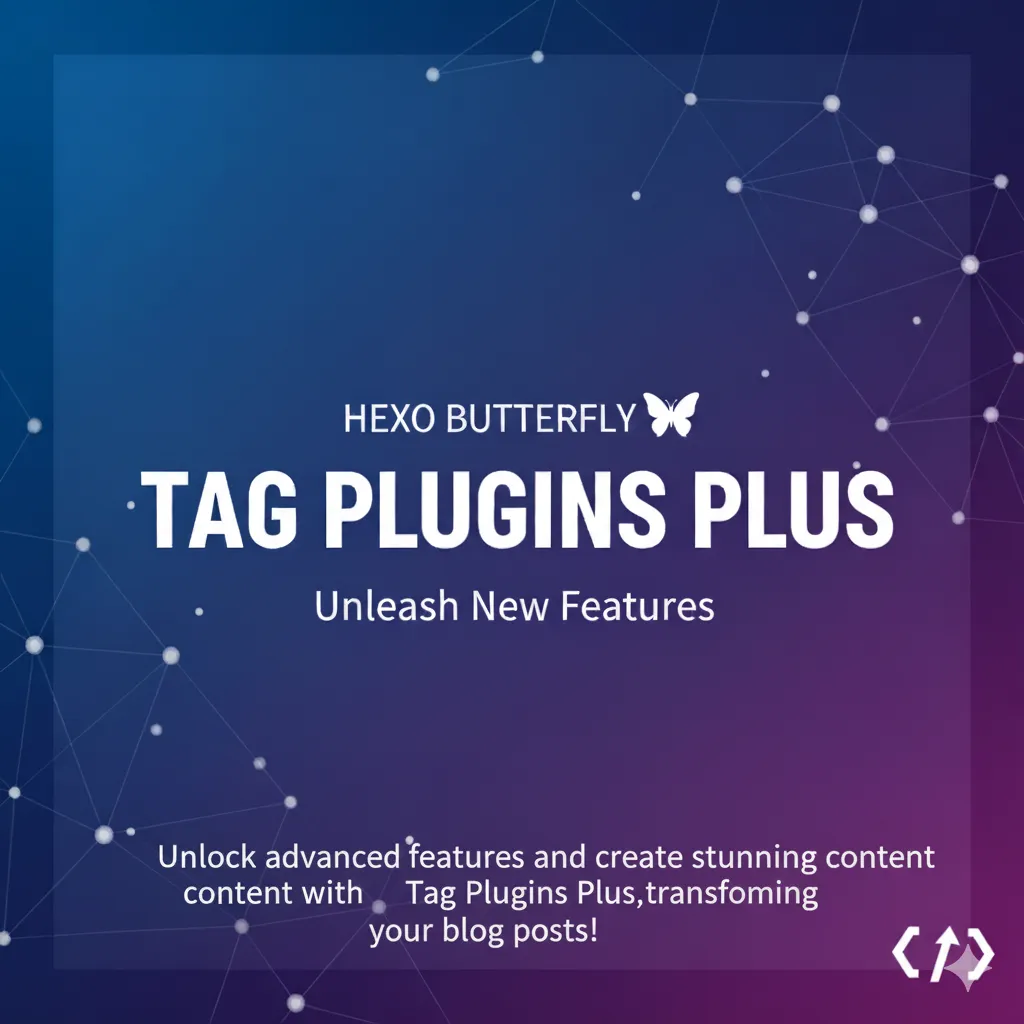 HEXO BUTTERFLY
TAG PLUGINS PLUS
Unleash New Features
Unlock advanced features and create stunning content
content with Tag Plugins Plus,transfoming
your blog posts!